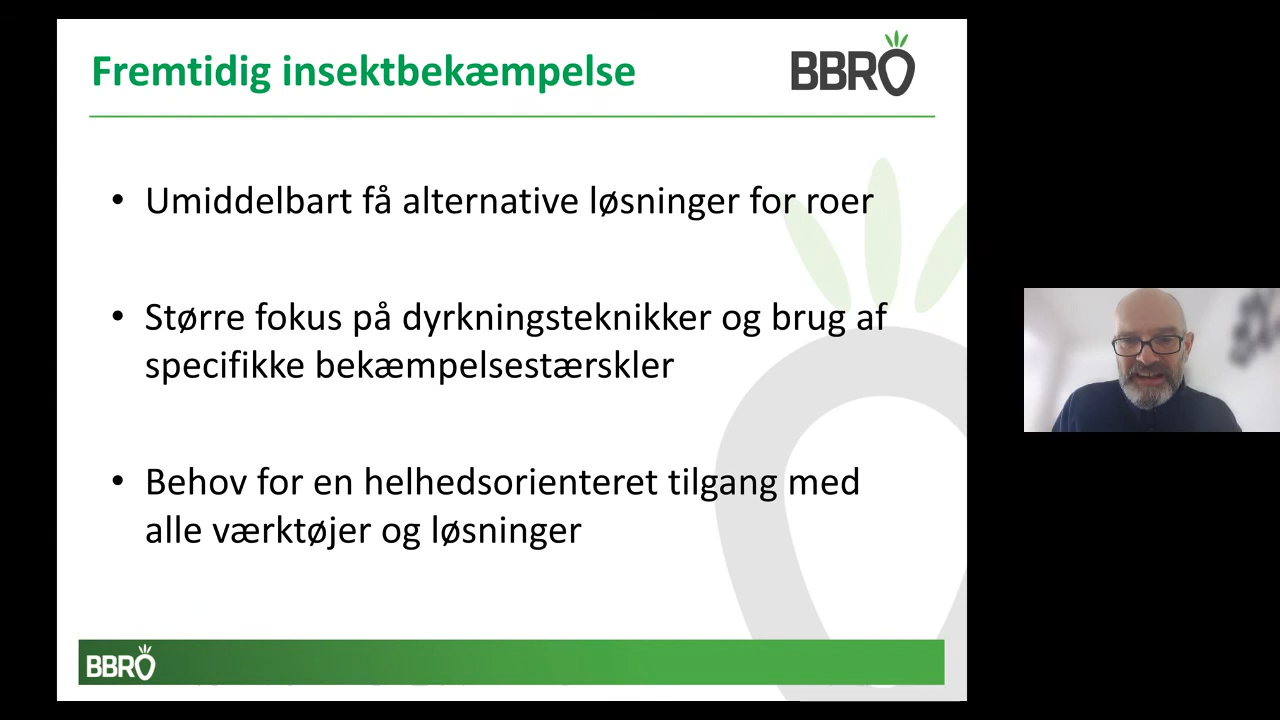 Fremtidig insektbekæmpelse
BBRO
• Umiddelbart få alternative løsninger for roer
• Større fokus på dyrkningsteknikker og brug af
specifikke bekæmpelsestærskler
• Behov for en helhedsorienteret tilgang med
alle værktøjer og løsninger
BBRO